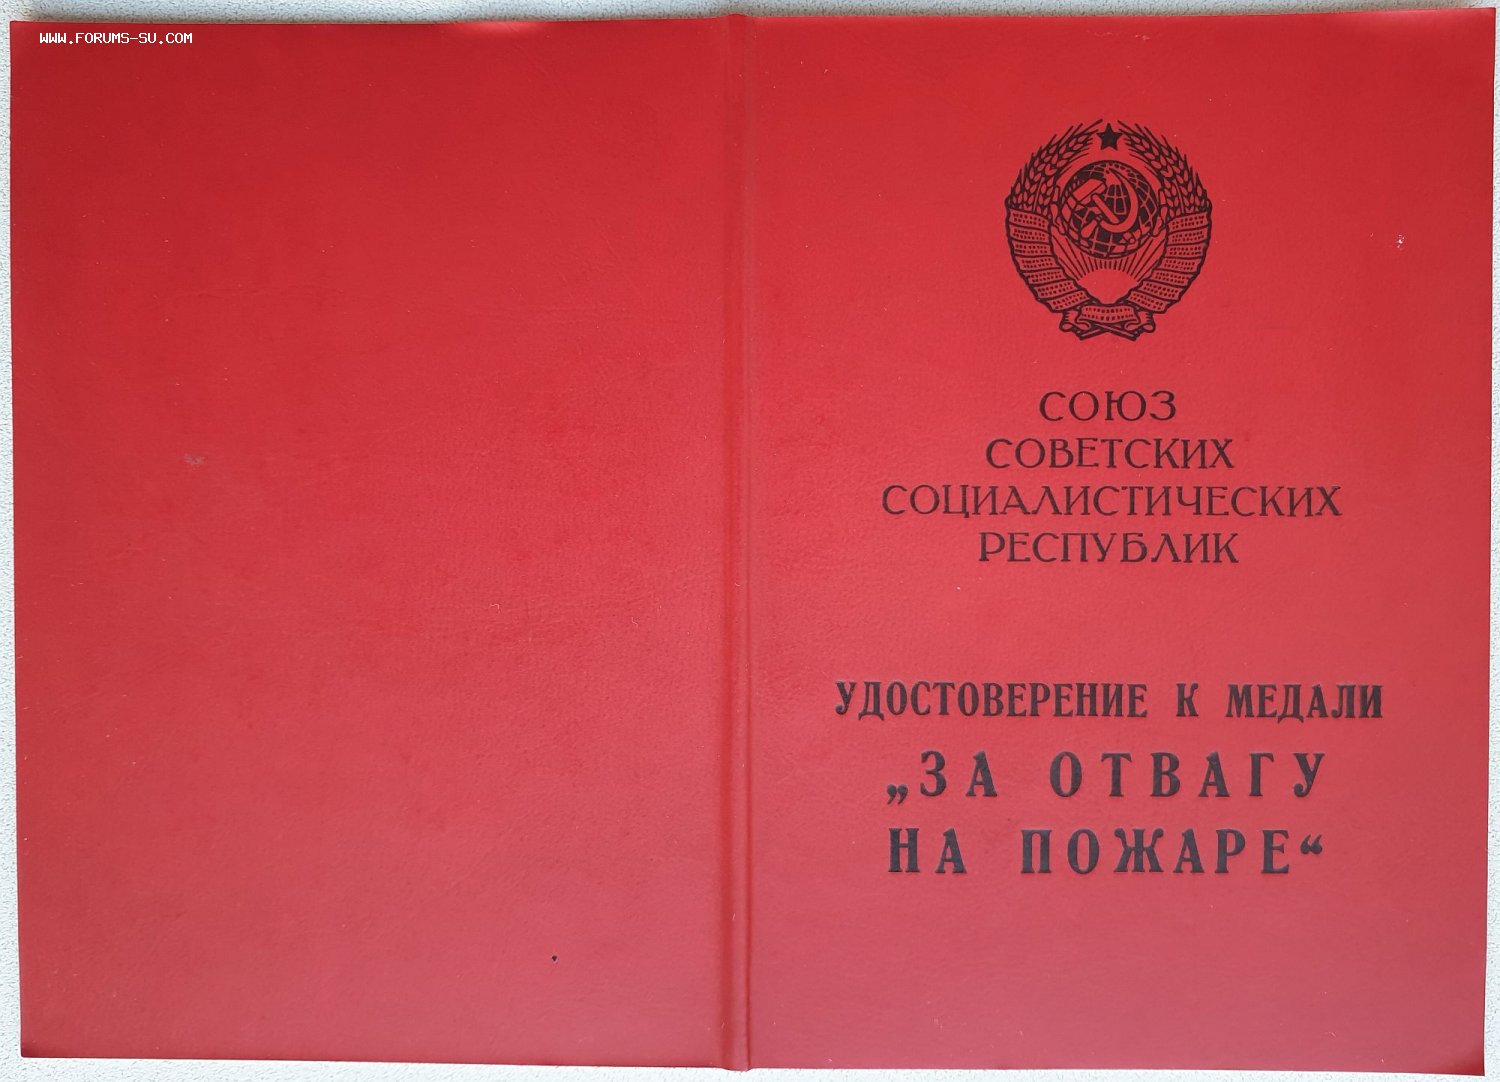 WWW.FORUMS-SU.COM
СОЮЗ
СОВЕТСКИХ
СОЦИАЛИСТИЧЕСКИХ
РЕСПУБЛИК
УДОСТОВЕРЕНИЕ К МЕДАЛИ
„ЗА ОТВАГУ
НА ПОЖАРЕ“